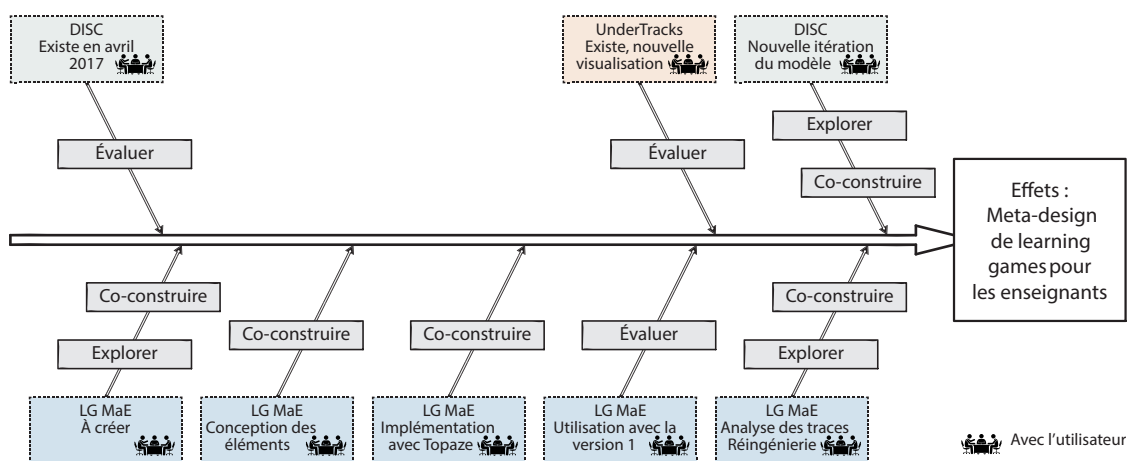 DISC
Existe en avril
2017
UnderTracks
Existe, nouvelle
visualisation
DISC
Nouvelle itération
du modèle
Évaluer
Évaluer
Explorer
Co-construire
Effets :
Meta-design
de learning
games pour
les enseignants
Co-construire
Explorer
Co-construire
Co-construire
Évaluer
Co-construire
Explorer
LG MaE
À créer
LG MaE
Conception des
éléments
LG MaE
Implémentation
avec Topaze
LG MaE
Utilisation avec la
version 1
LG MaE
Analyse des traces
Réingénierie
Avec l'utilisateur